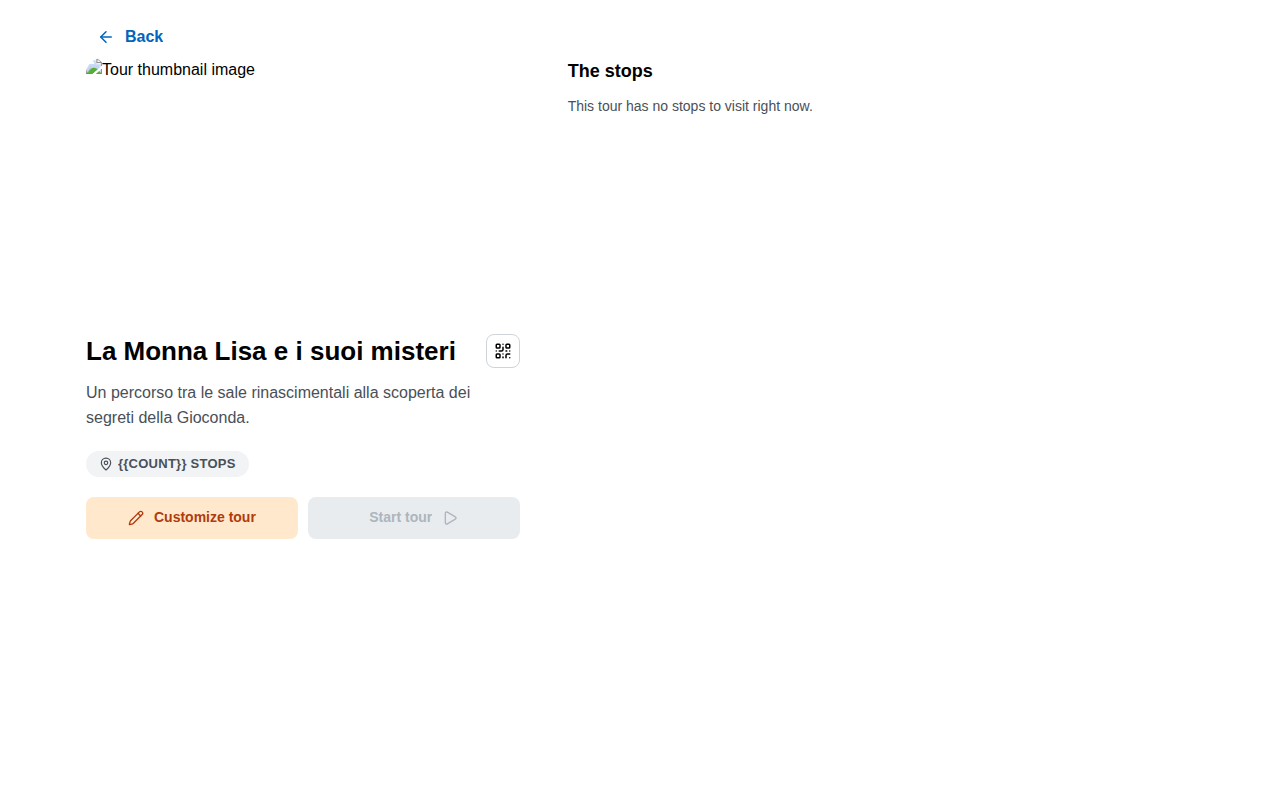 Back
Tour thumbnail image
La Monna Lisa e i suoi misteri
Un percorso tra le sale rinascimentali alla scoperta dei
segreti della Gioconda.
{{COUNT}} STOPS
Customize tour
Start tour
The stops
This tour has no stops to visit right now.